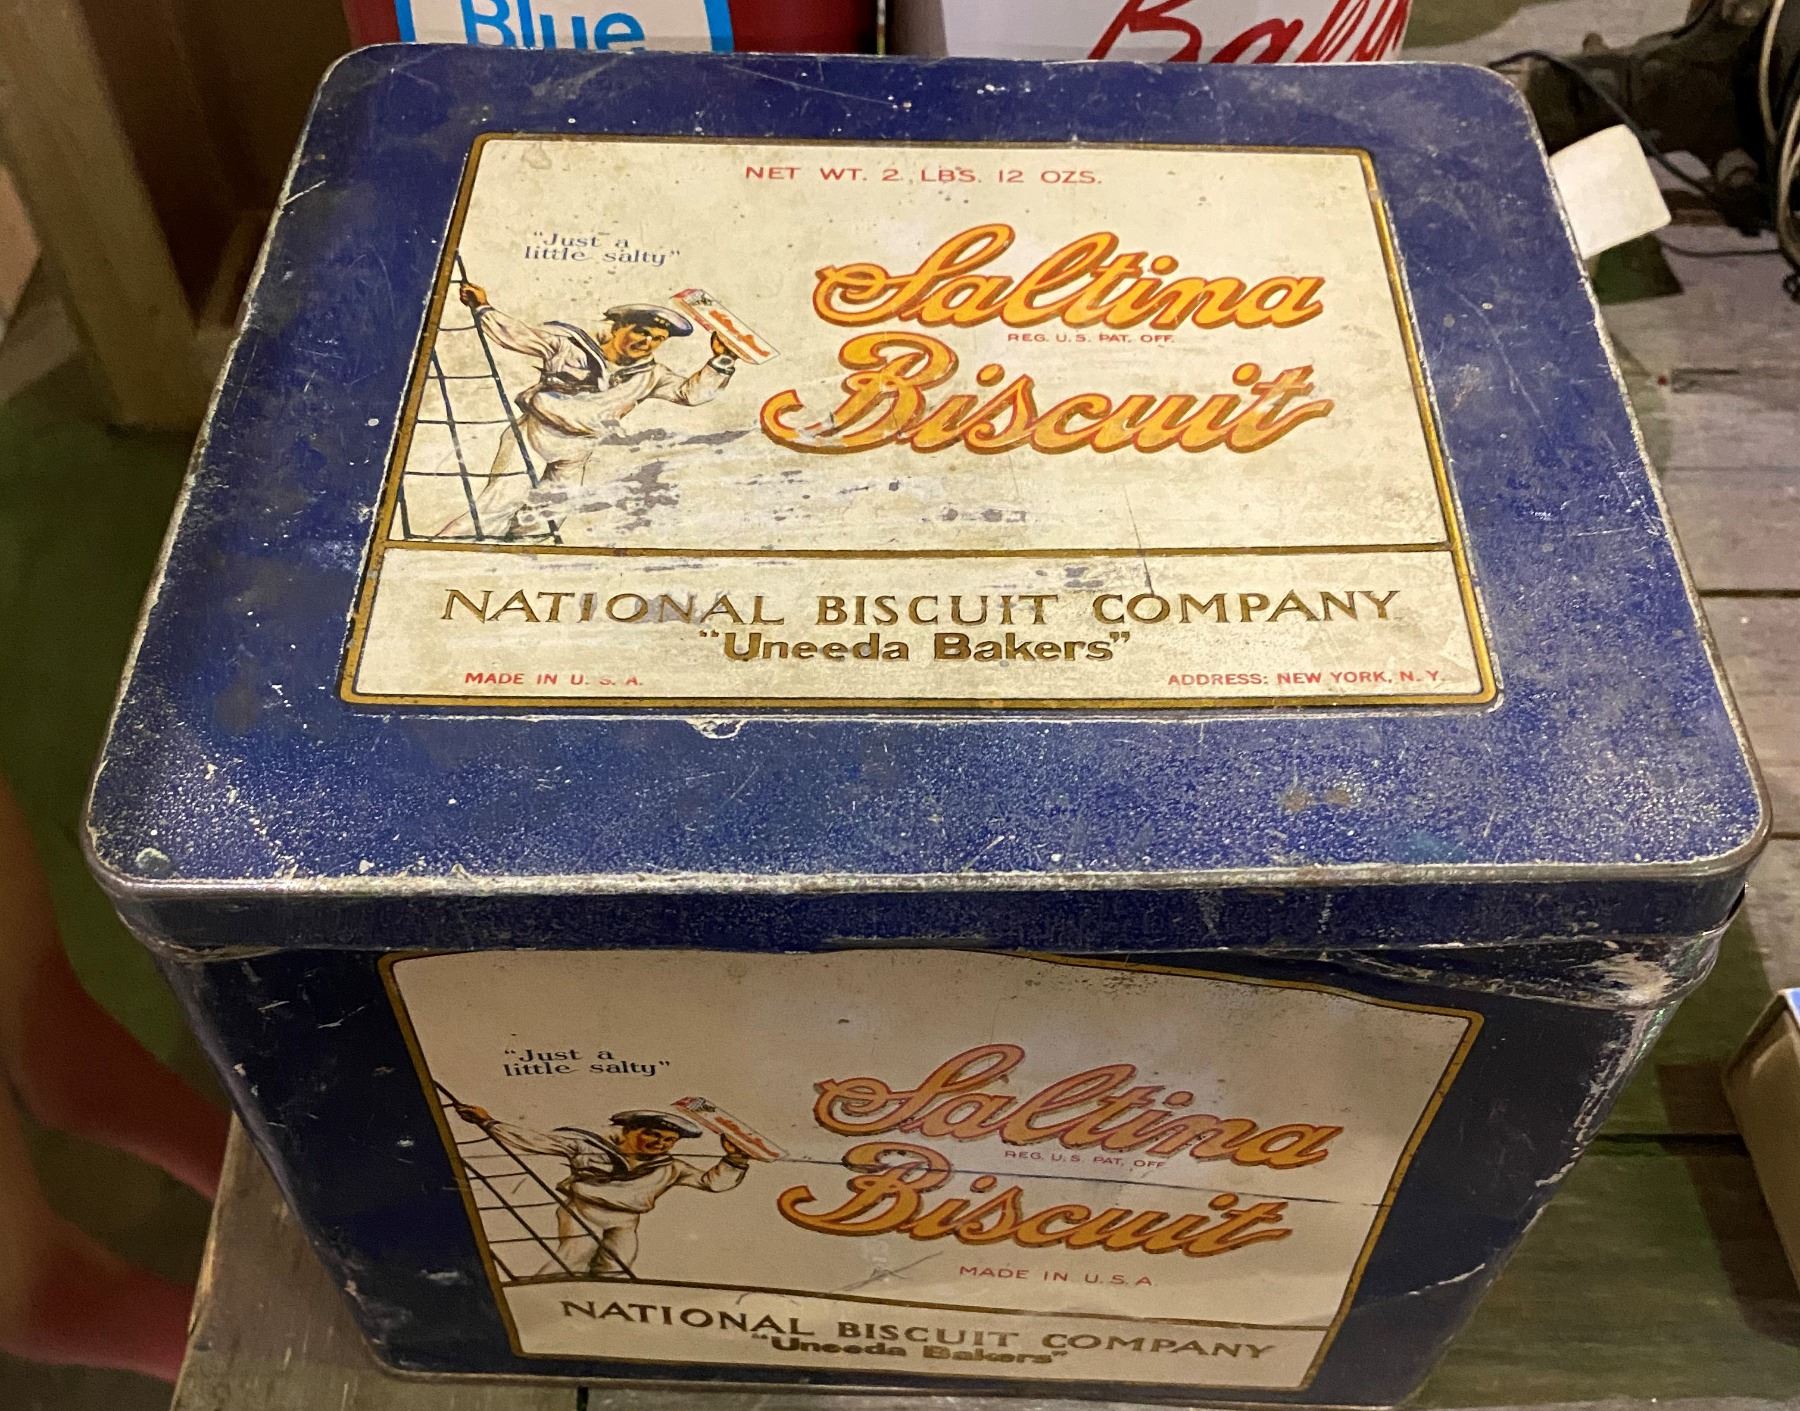 Blue
NET WT. 2 LBS. 12 OZS.
"Just a
little salty"
Saltina
REG. U.S. PAT. OFF.
Biscuit
NATIONAL BISCUIT COMPANY
"Uneeda Bakers"
MADE IN U. S. A.
ADDRESS: NEW YORK, N. Y.
"Just a
little salty"
Saltina
REG. U.S. PAT. OFF
Biscuit
MADE IN U.S.A.
NATIONAL BISCUIT COMPANY
"Uneeda Bakers"